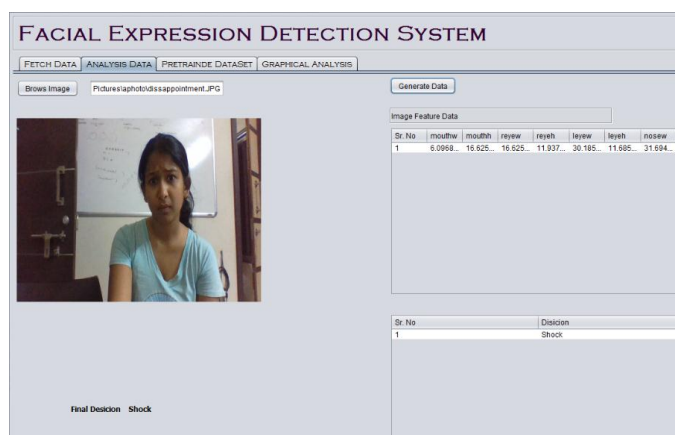 FACIAL EXPRESSION DETECTION SYSTEM
FETCH DATA ANALYSIS DATA PRETRAINDE DATASET GRAPHICAL ANALYSIS
Brows Image Pictures\aphoto\dissappointment.JPG
Generate Data
Image Feature Data
Sr. No mouthw mouthh reyew reyeh leyew leyeh nosew
1 6.0968... 16.625... 16.625... 11.937... 30.185... 11.685... 31.694...
Sr. No Disicion
1 Shock
Final Desicion Shock